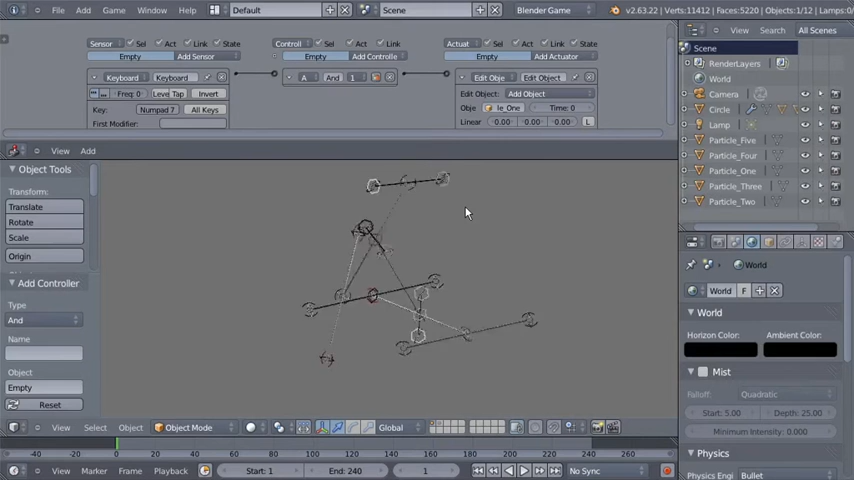 File Add Game Window Help Default Scene Blender Game v2.63.22 | Verts:11412 | Faces:5220 | Objects:1/12 | Lamps:0/
Sensor Sel Act Link State Controll Sel Act Link Actuat Sel Act Link State
Empty Add Sensor Empty Add Controlle Empty Add Actuator
Keyboard Keyboard A And 1 Edit Obje Edit Object
Freq: 0 Leve Tap Invert Edit Object: Add Object
Key: Numpad 7 All Keys Obje le_One Time: 0
First Modifier: Linear 0.00 0.00 0.00 L
View Add
Object Tools
Transform:
Translate
Rotate
Scale
Origin
Add Controller
Type
And
Name
Object
Empty
Reset
View Select Object Object Mode Global
-40 -20 0 20 40 60 80 100 120 140 160 180 200 220 240 260
View Marker Frame Playback Start: 1 End: 240 1 No Sync
View Search All Scenes
Scene
RenderLayers
World
Camera
Circle
Lamp
Particle_Five
Particle_Four
Particle_One
Particle_Three
Particle_Two
World
World F
World
Horizon Color: Ambient Color:
Mist
Falloff: Quadratic
Start: 5.00 Depth: 25.00
Minimum Intensity: 0.000
Physics
Physics Engi Bullet